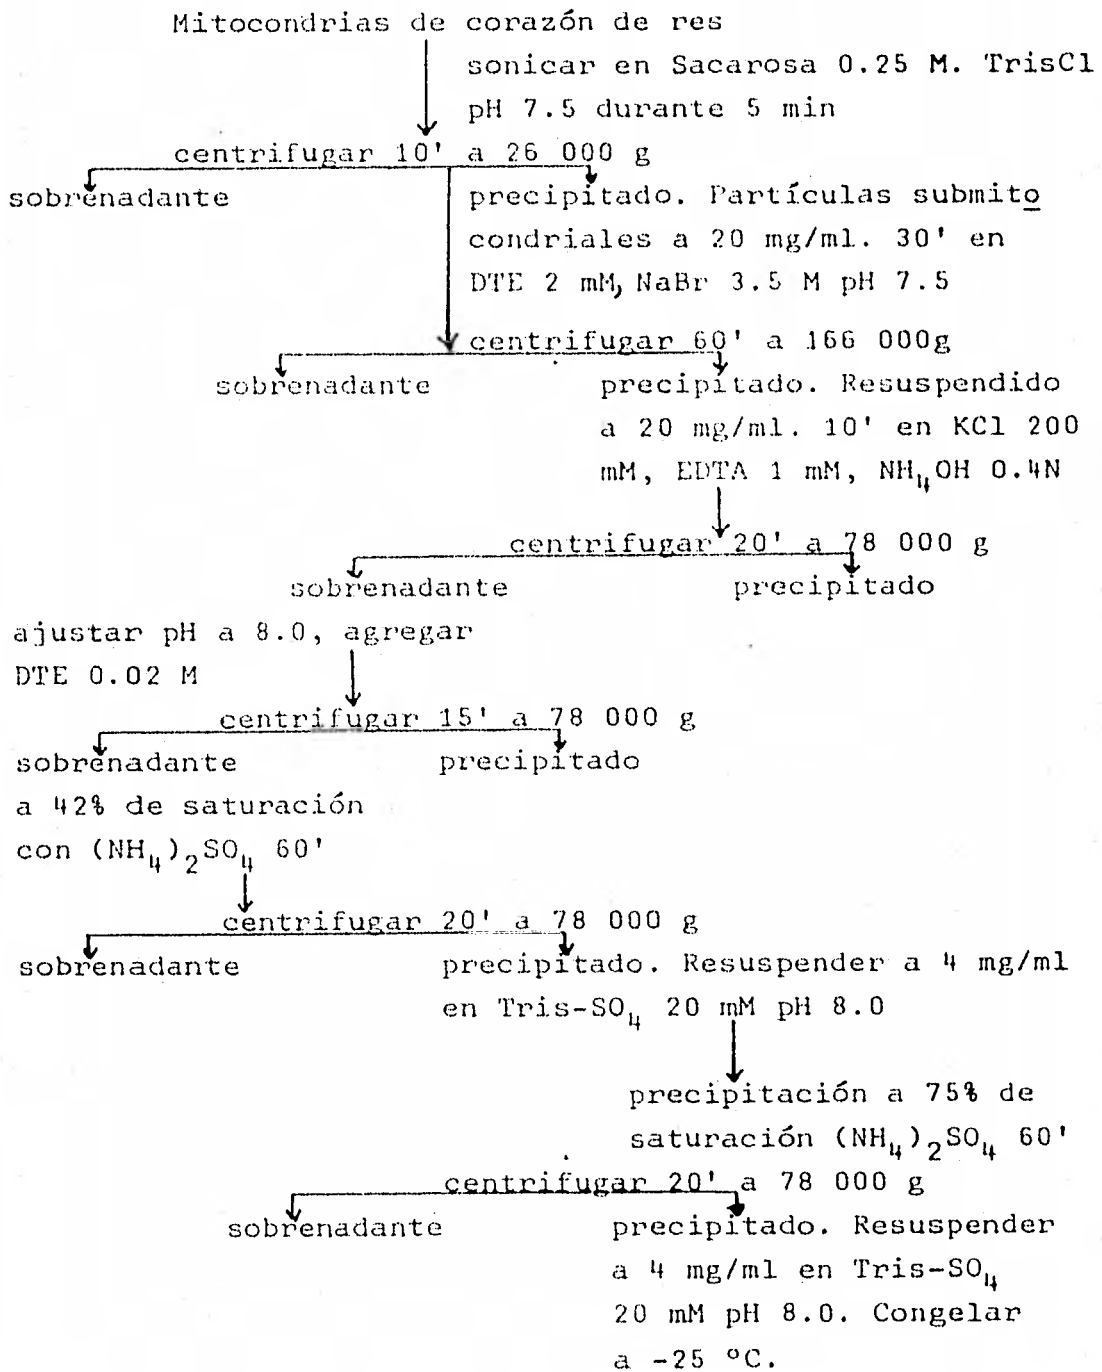 Mitocondrias de corazón de res
sonicar en Sacarosa 0.25 M. TrisCl
pH 7.5 durante 5 min
centrifugar 10' a 26 000 g
sobrenadante
precipitado. Partículas submito
condriales a 20 mg/ml. 30' en
DTE 2 mM, NaBr 3.5 M pH 7.5
centrifugar 60' a 166 000g
sobrenadante
precipitado. Resuspendido
a 20 mg/ml. 10' en KCl 200
mM, EDTA 1 mM, NH₄OH 0.4N
centrifugar 20' a 78 000 g
sobrenadante
precipitado
ajustar pH a 8.0, agregar
DTE 0.02 M
centrifugar 15' a 78 000 g
sobrenadante
precipitado
a 42% de saturación
con (NH₄)₂SO₄ 60'
centrifugar 20' a 78 000 g
sobrenadante
precipitado. Resuspender a 4 mg/ml
en Tris-SO₄ 20 mM pH 8.0
precipitación a 75% de
saturación (NH₄)₂SO₄ 60'
centrifugar 20' a 78 000 g
sobrenadante
precipitado. Resuspender
a 4 mg/ml en Tris-SO₄
20 mM pH 8.0. Congelar
a -25 °C.